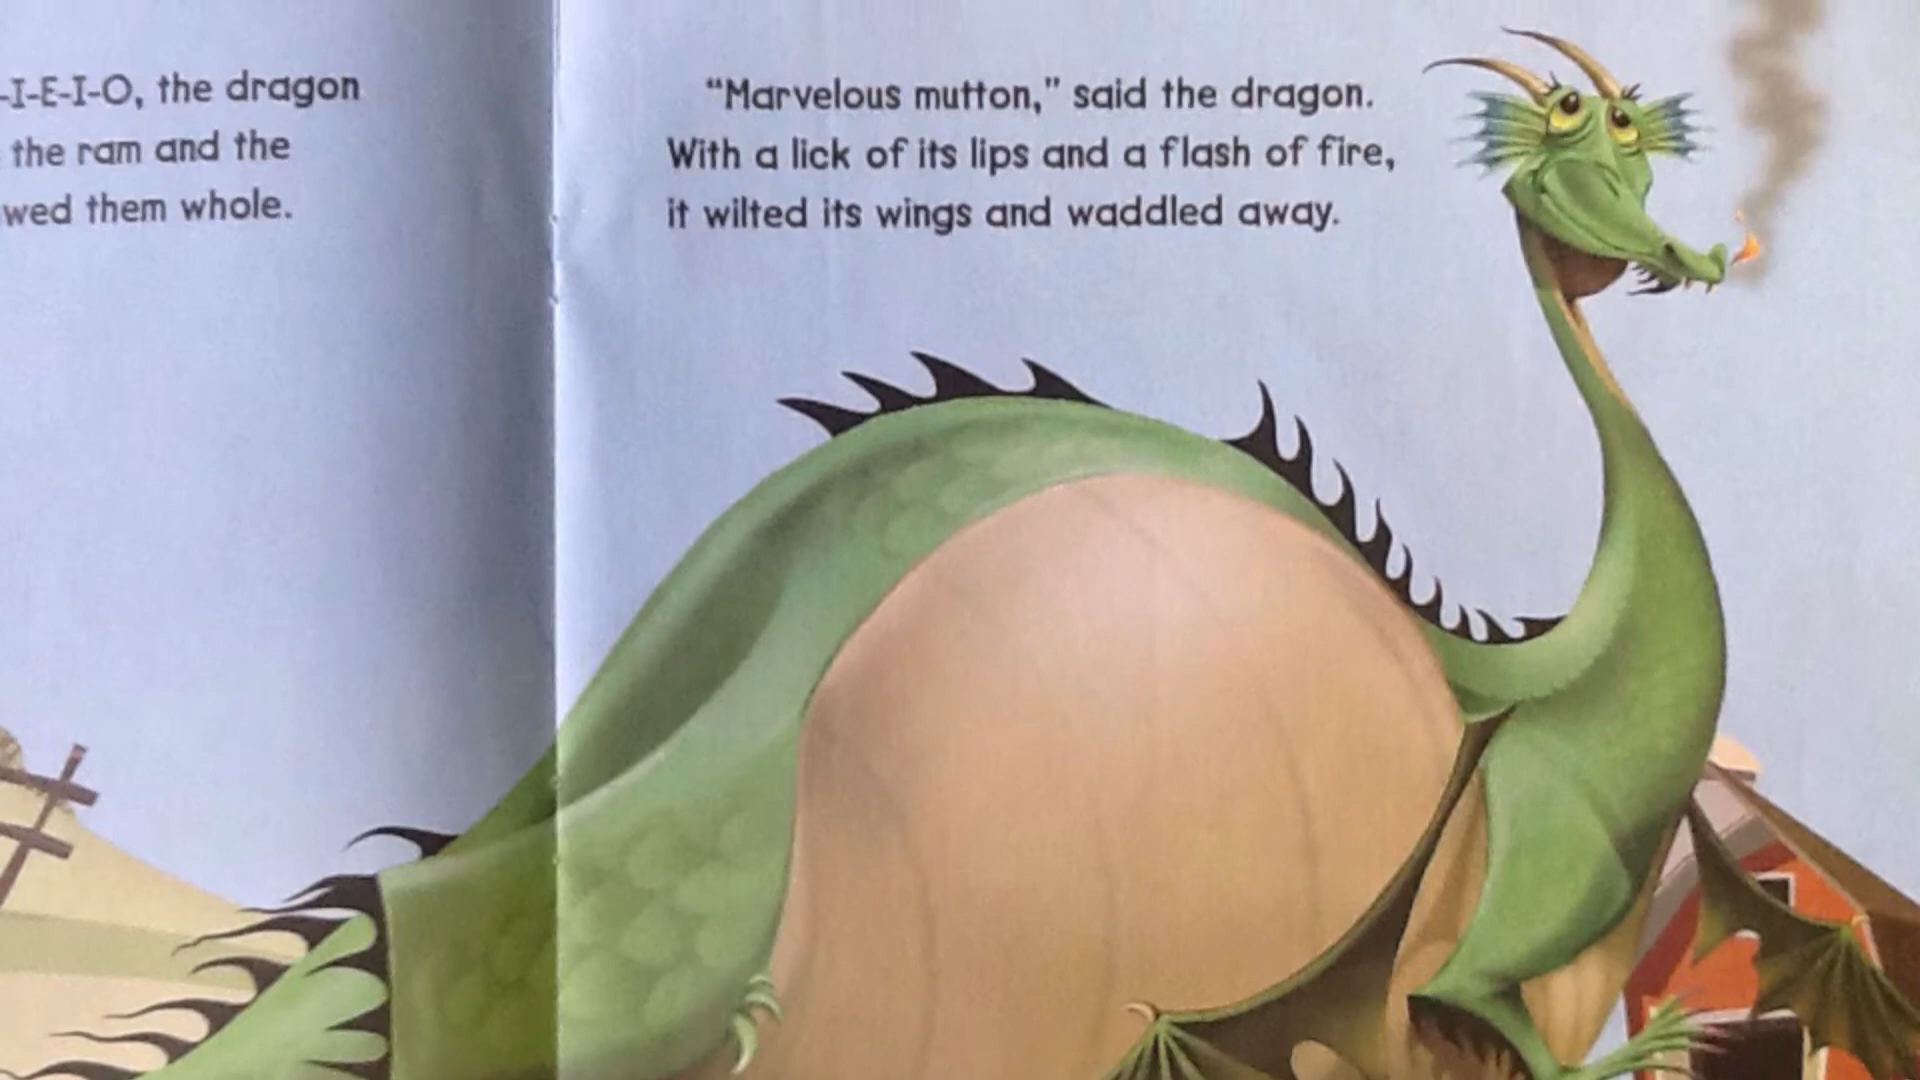 -I-E-I-O, the dragon
the ram and the
wed them whole.
“Marvelous mutton,” said the dragon.
With a lick of its lips and a flash of fire,
it wilted its wings and waddled away.